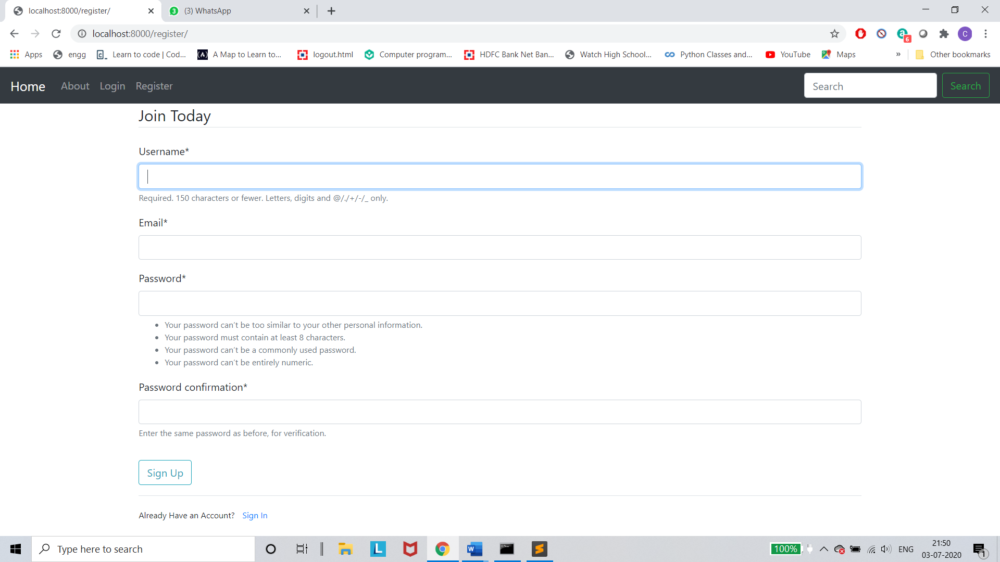 localhost:8000/register/
3 (3) WhatsApp
localhost:8000/register/
6
C
Apps engg Learn to code | Cod... A Map to Learn to... logout.html Computer program... HDFC Bank Net Ban... Watch High School... Python Classes and... YouTube Maps » Other bookmarks
Home About Login Register Search Search
Join Today
Username*
Required. 150 characters or fewer. Letters, digits and @/./+/-/_ only.
Email*
Password*
• Your password can't be too similar to your other personal information.
• Your password must contain at least 8 characters.
• Your password can't be a commonly used password.
• Your password can't be entirely numeric.
Password confirmation*
Enter the same password as before, for verification.
Sign Up
Already Have an Account? Sign In
Type here to search
100%
ENG
21:50
03-07-2020
1